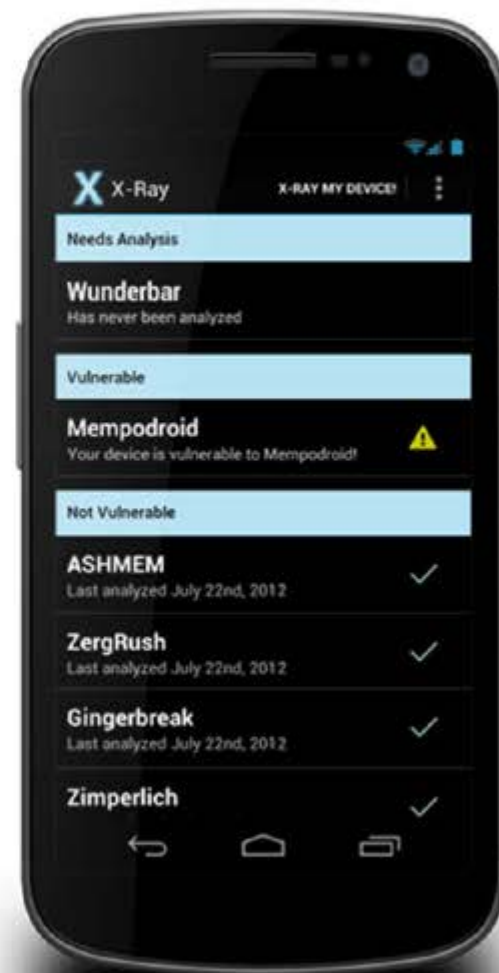 X X-Ray X-RAY MY DEVICE!
Needs Analysis
Wunderbar
Has never been analyzed
Vulnerable
Mempodroid
Your device is vulnerable to Mempodroid!
Not Vulnerable
ASHMEM
Last analyzed July 22nd, 2012
ZergRush
Last analyzed July 22nd, 2012
Gingerbreak
Last analyzed July 22nd, 2012
Zimperlich